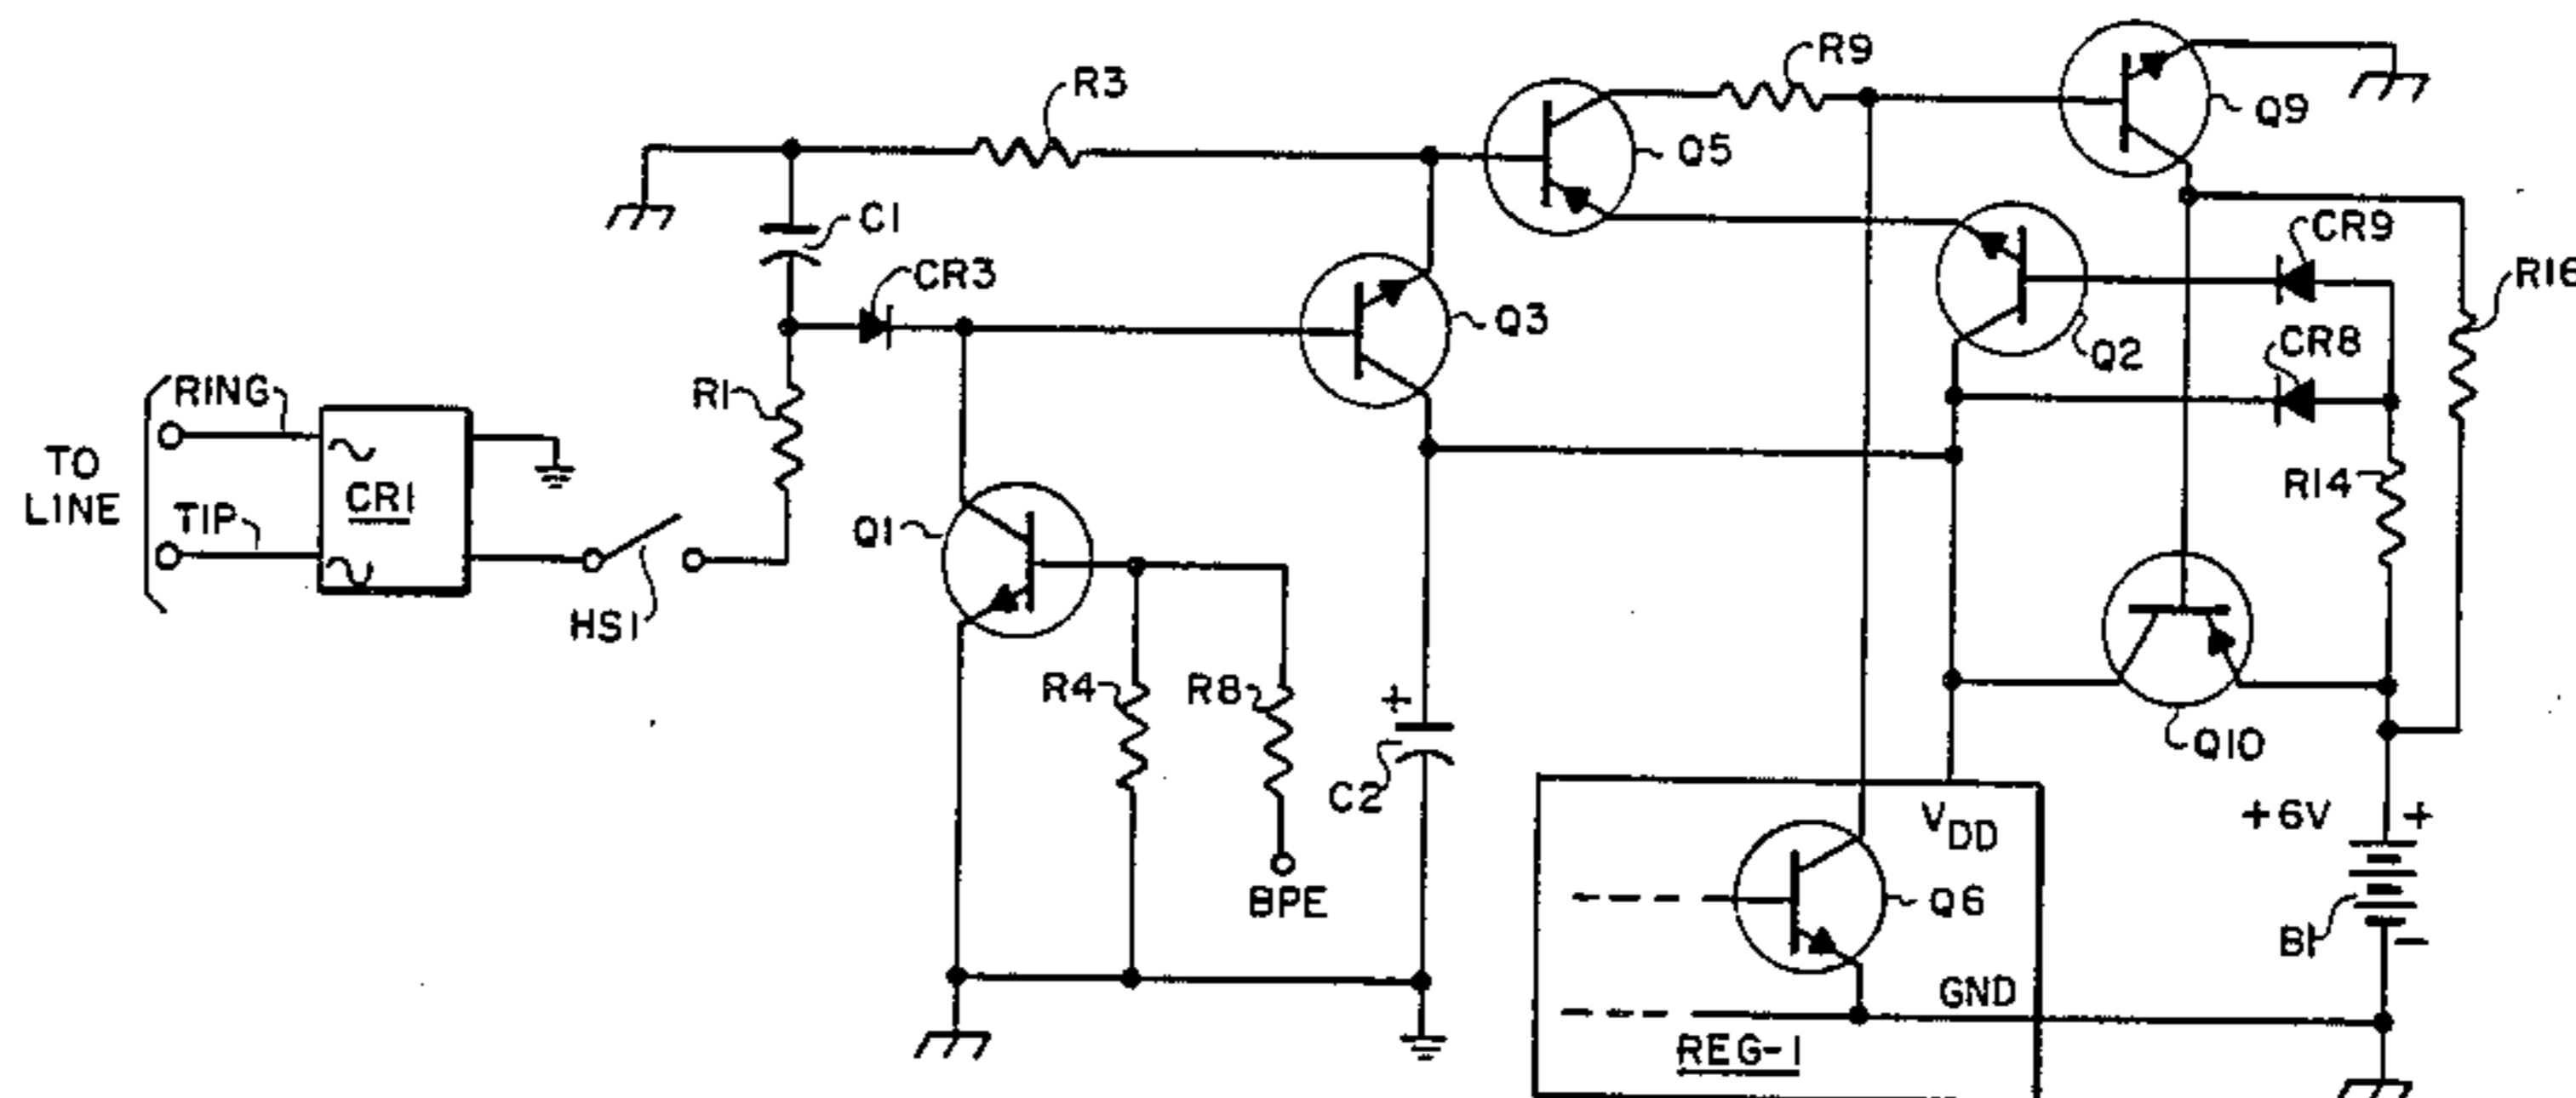 R3
R9
Q9
C1
Q5
CR3
CR9
R16
Q3
Q2
CR8
RING
R1
TO
LINE
CR1
TIP
R14
Q1
HS1
R4
R8
Q10
C2
VDD
+6V
+
+
BPE
Q6
B1
−
GND
REG-1